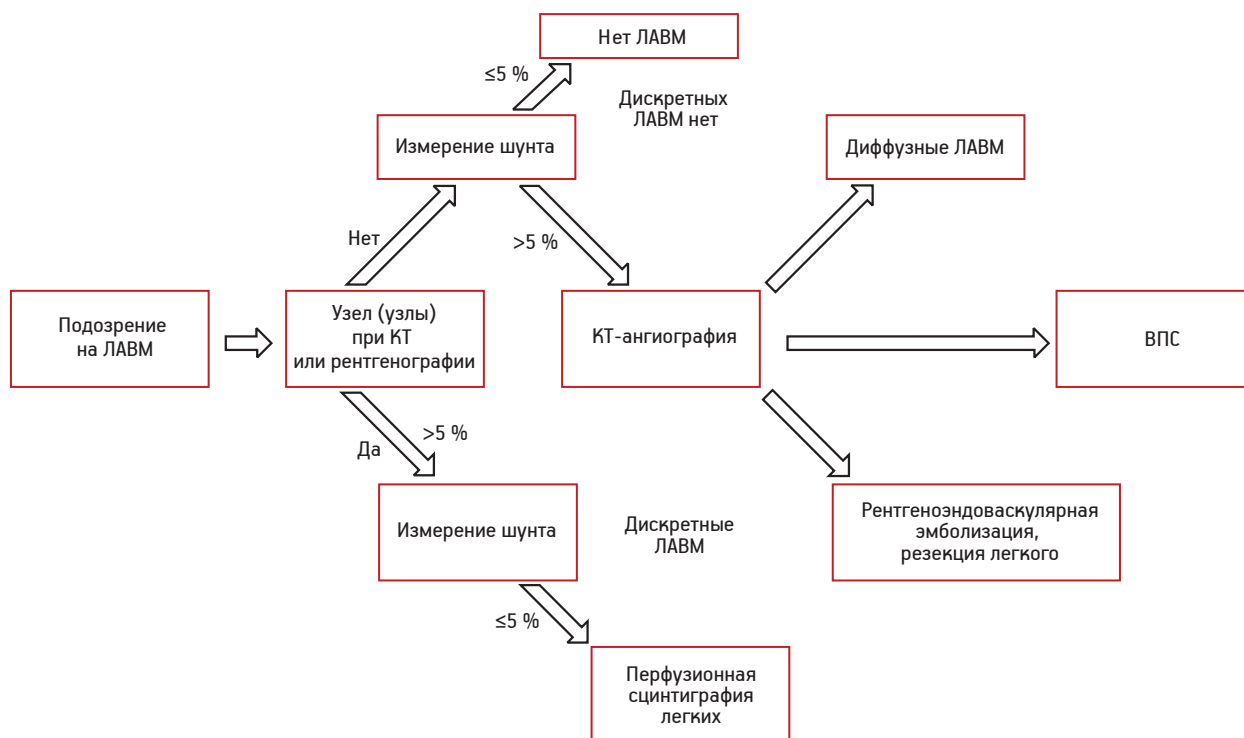 Нет ЛАВМ
≤5 %
Дискретных
ЛАВМ нет
Измерение шунта
Диффузные ЛАВМ
Нет
>5 %
Подозрение
на ЛАВМ
Узел (узлы)
при КТ
или рентгенографии
КТ-ангиография
ВПС
>5 %
Да
Измерение шунта
Дискретные
ЛАВМ
Рентгеноэндоваскулярная
эмболизация,
резекция легкого
≤5 %
Перфузионная
сцинтиграфия
легких